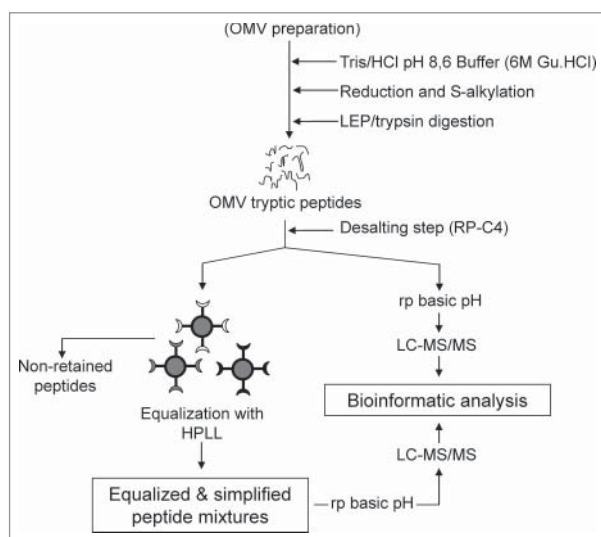 (OMV preparation)
Tris/HCl pH 8,6 Buffer (6M Gu.HCl)
Reduction and S-alkylation
LEP/trypsin digestion
OMV tryptic peptides
Desalting step (RP-C4)
rp basic pH
LC-MS/MS
Non-retained
peptides
Bioinformatic analysis
Equalization with
HPLL
LC-MS/MS
Equalized & simplified
peptide mixtures
rp basic pH